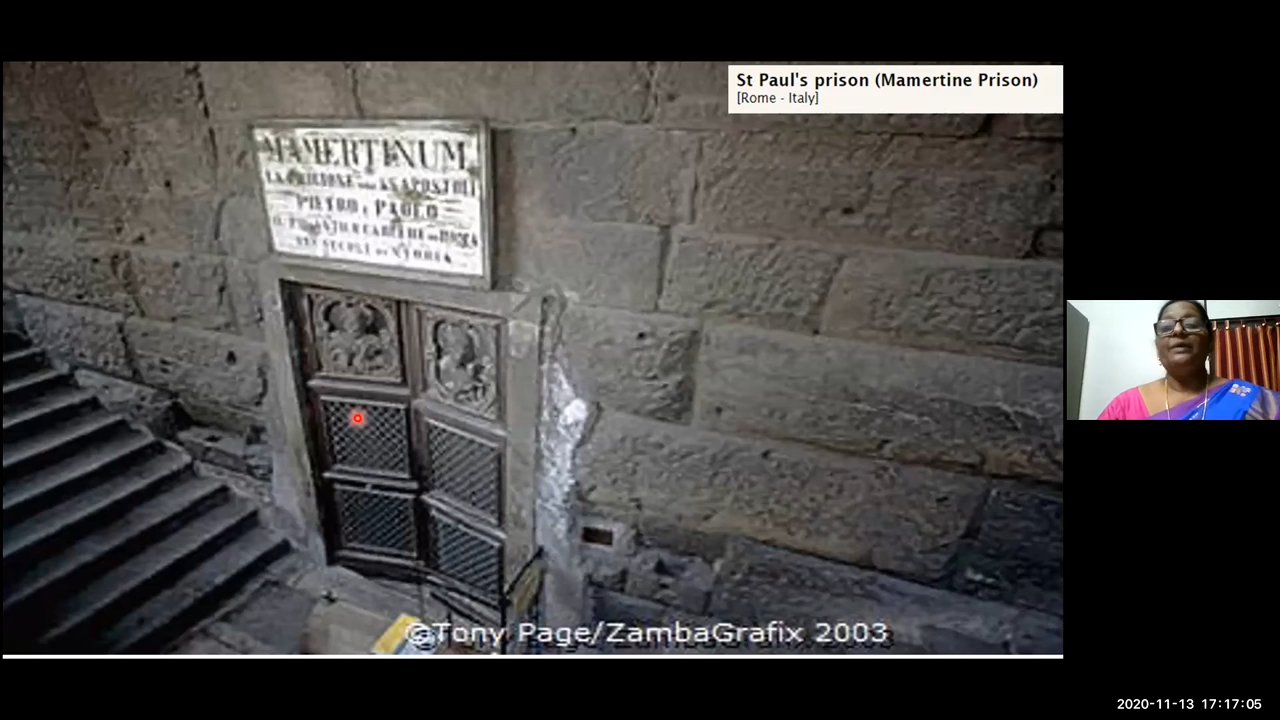 St Paul's prison (Mamertine Prison)
[Rome - Italy]
MAMERTINUM
APOSTOLI
PIETRO E PAOLO
©Tony Page/ZambaGrafix 2003
2020-11-13 17:17:05